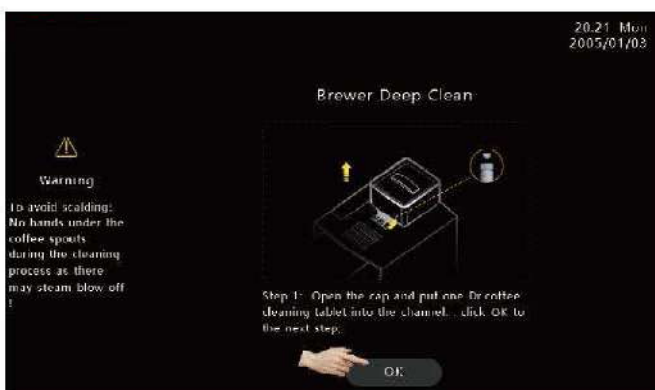 20:21 Mon
2005/01/03
Brewer Deep Clean
Warning
To avoid scalding:
No hands under the
coffee spouts
during the cleaning
process as there
may steam blow off
!
Step 1: Open the cap and put one Dr.coffee
cleaning tablet into the channel. , click OK to
the next step;
OK